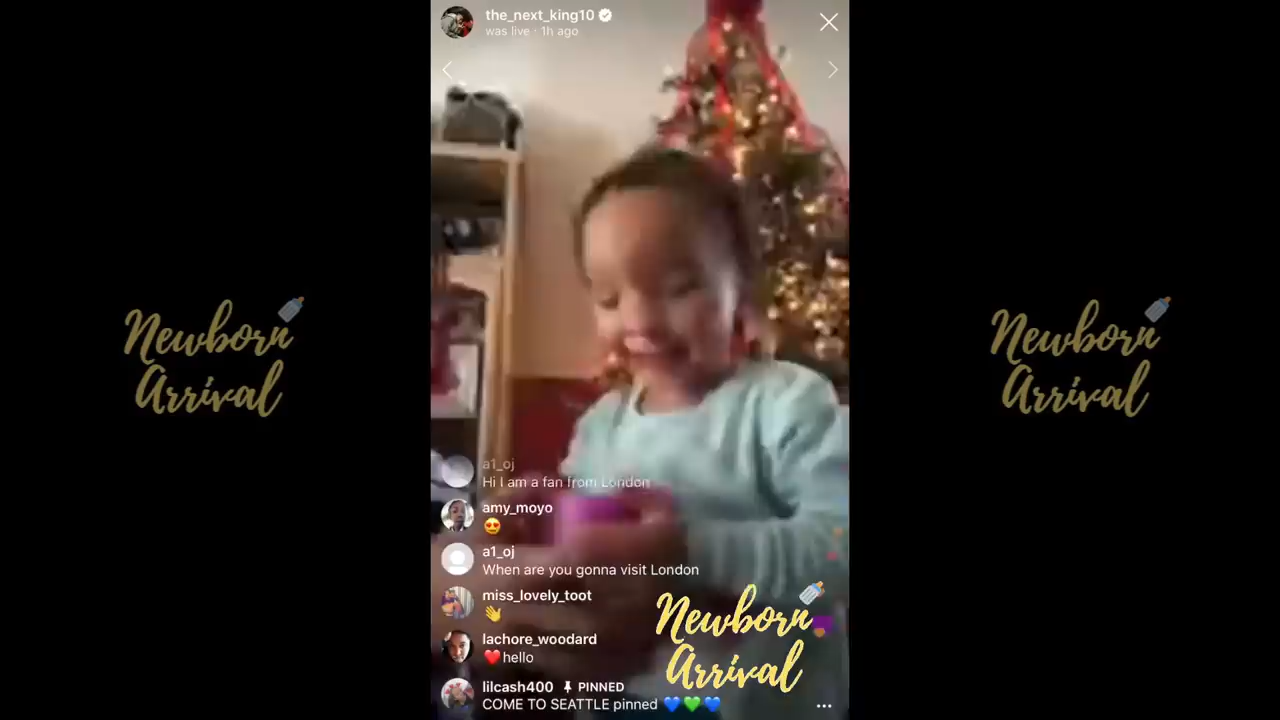 the_next_king10
was live · 1h ago
a1_oj
Hi I am a fan from London
amy_moyo
😍
a1_oj
When are you gonna visit London
miss_lovely_toot
👋
lachore_woodard
❤️hello
lilcash400 PINNED
COME TO SEATTLE pinned 💙💚💙
Newborn
Arrival
Newborn
Arrival
Newborn
Arrival